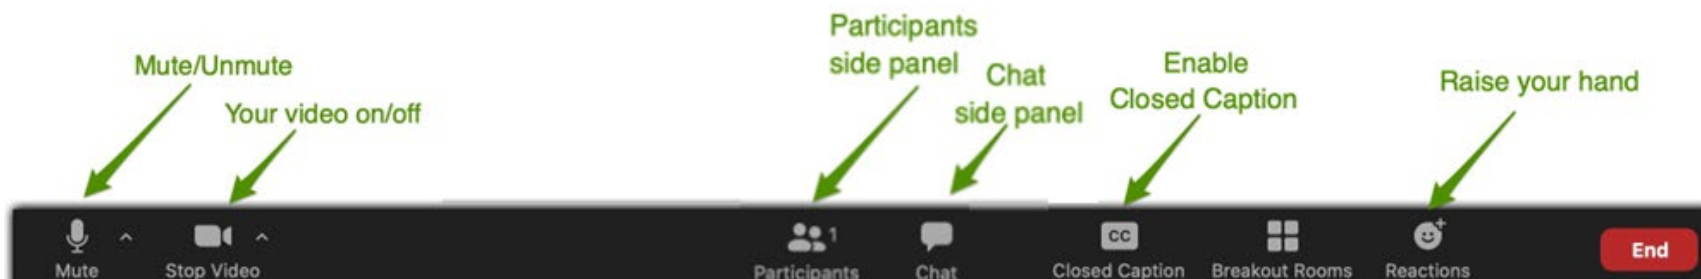 Participants
side panel
Mute/Unmute
Chat
side panel
Enable
Closed Caption
Raise your hand
Your video on/off
1
CC
End
Mute
Stop Video
Participants
Chat
Closed Caption
Breakout Rooms
Reactions